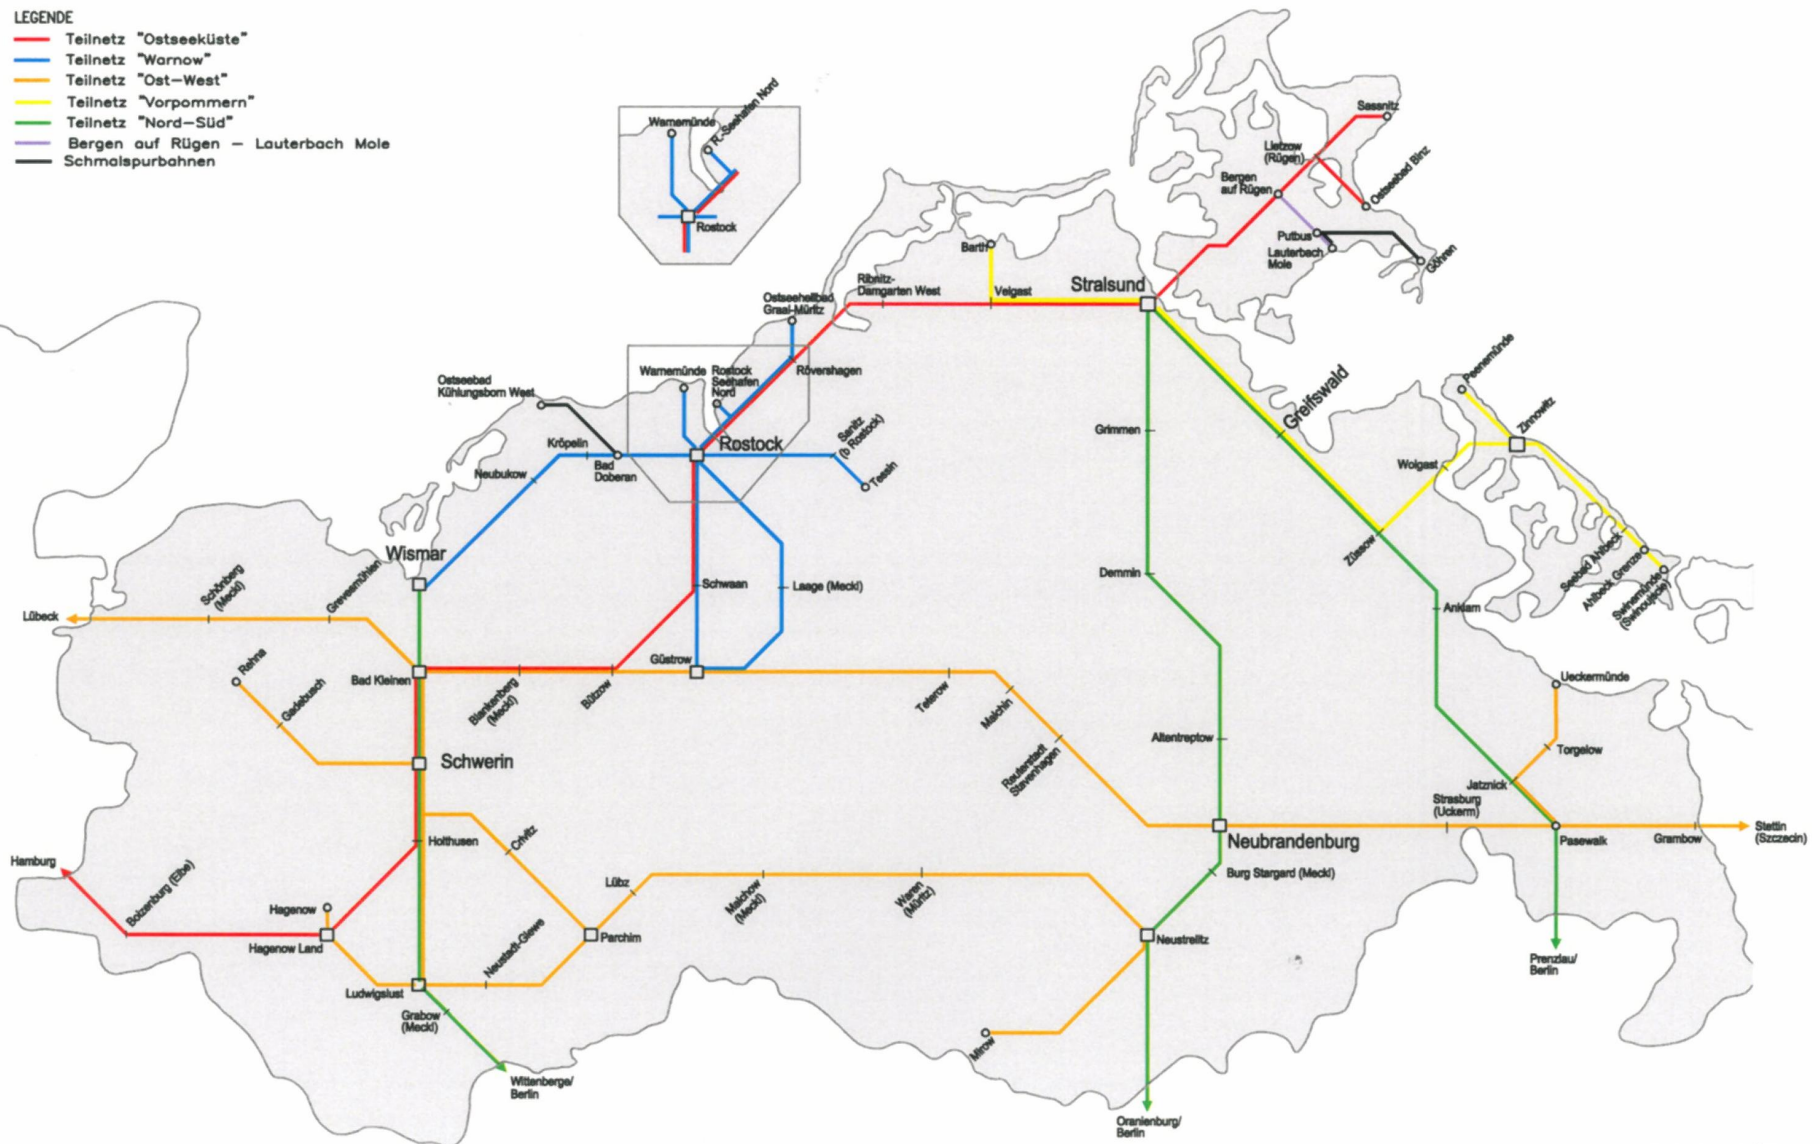 LEGENDE
Teilnetz "Ostseeküste"
Teilnetz "Warnow"
Teilnetz "Ost-West"
Teilnetz "Vorpommern"
Teilnetz "Nord-Süd"
Bergen auf Rügen - Lauterbach Mole
Schmalspurbahnen
Warnemünde
R.-Seehafen Nord
Rostock
Sassnitz
Lietzow
(Rügen)
Ostseebad Binz
Bergen
auf Rügen
Putbus
Lauterbach
Mole
Göhren
Barth
Velgast
Stralsund
Ribnitz-
Damgarten West
Ostseeheilbad
Graal-Müritz
Rövershagen
Warnemünde
Rostock
Seehafen
Nord
Ostseebad
Kühlungsborn West
Kröpelin
Neubukow
Bad
Doberan
Rostock
Sanitz
(b Rostock)
Tessin
Grimmen
Greifswald
Peenemünde
Zinnowitz
Wolgast
Züssow
Seebad Ahlbeck
Ahlbeck Grenze
Swinemünde
(Swinoujscie)
Wismar
Schwaan
Laage (Meckl)
Demmin
Anklam
Lübeck
Schönberg
(Meckl)
Grevesmühlen
Rehna
Gadebusch
Bad Kleinen
Blankenberg
(Meckl)
Bützow
Güstrow
Teterow
Malchin
Reuterstadt
Stavenhagen
Altentreptow
Ueckermünde
Torgelow
Jatznick
Schwerin
Strasburg
(Uckerm)
Pasewalk
Grambow
Stettin
(Szczecin)
Neubrandenburg
Burg Stargard (Meckl)
Holthusen
Crivitz
Hamburg
Boizenburg (Elbe)
Hagenow
Hagenow Land
Lübz
Malchow
(Meckl)
Waren
(Müritz)
Parchim
Neustadt-Glewe
Neustrelitz
Ludwigslust
Grabow
(Meckl)
Mirow
Prenzlau/
Berlin
Wittenberge/
Berlin
Oranienburg/
Berlin